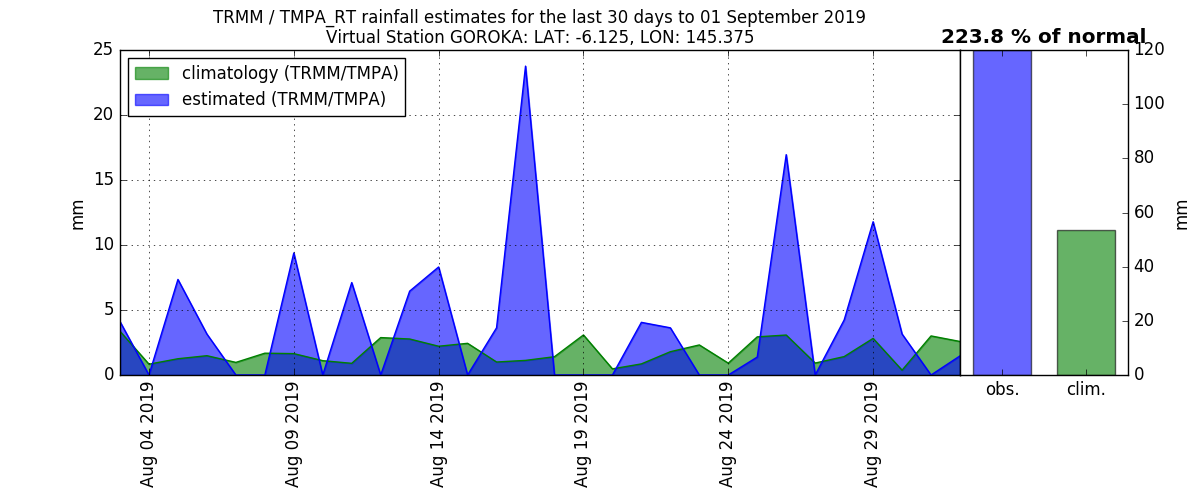 TRMM / TMPA_RT rainfall estimates for the last 30 days to 01 September 2019
Virtual Station GOROKA: LAT: -6.125, LON: 145.375
223.8 % of normal
climatology (TRMM/TMPA)
estimated (TRMM/TMPA)
25
20
15
10
5
0
mm
120
100
80
60
40
20
0
mm
Aug 04 2019
Aug 09 2019
Aug 14 2019
Aug 19 2019
Aug 24 2019
Aug 29 2019
obs.
clim.